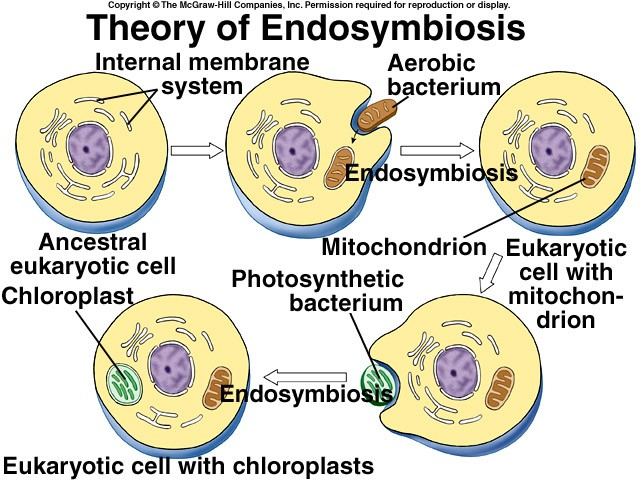 Copyright © The McGraw-Hill Companies, Inc. Permission required for reproduction or display.
Theory of Endosymbiosis
Internal membrane
system
Aerobic
bacterium
Endosymbiosis
Ancestral
eukaryotic cell
Mitochondrion
Eukaryotic
cell with
mitochon-
drion
Photosynthetic
bacterium
Chloroplast
Endosymbiosis
Eukaryotic cell with chloroplasts